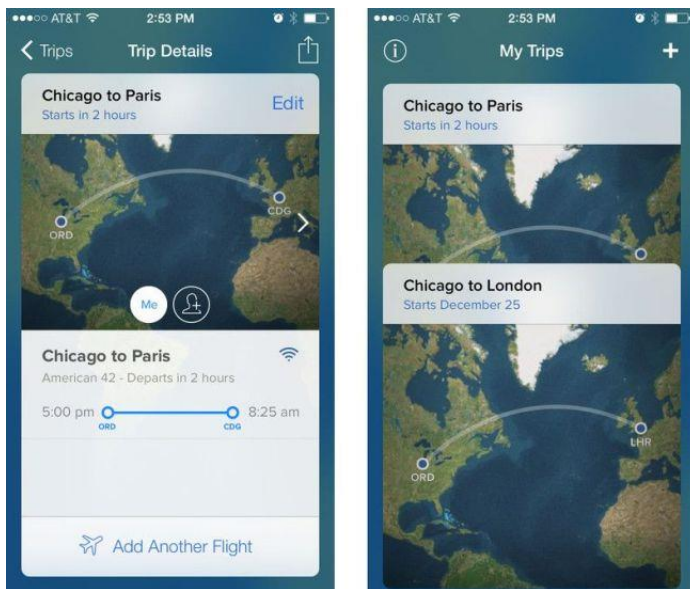 AT&T 2:53 PM
Trips Trip Details
Chicago to Paris
Edit
Starts in 2 hours
ORD
CDG
Me
Chicago to Paris
American 42 - Departs in 2 hours
5:00 pm 8:25 am
ORD CDG
Add Another Flight
AT&T 2:53 PM
My Trips
Chicago to Paris
Starts in 2 hours
Chicago to London
Starts December 25
ORD
LHR